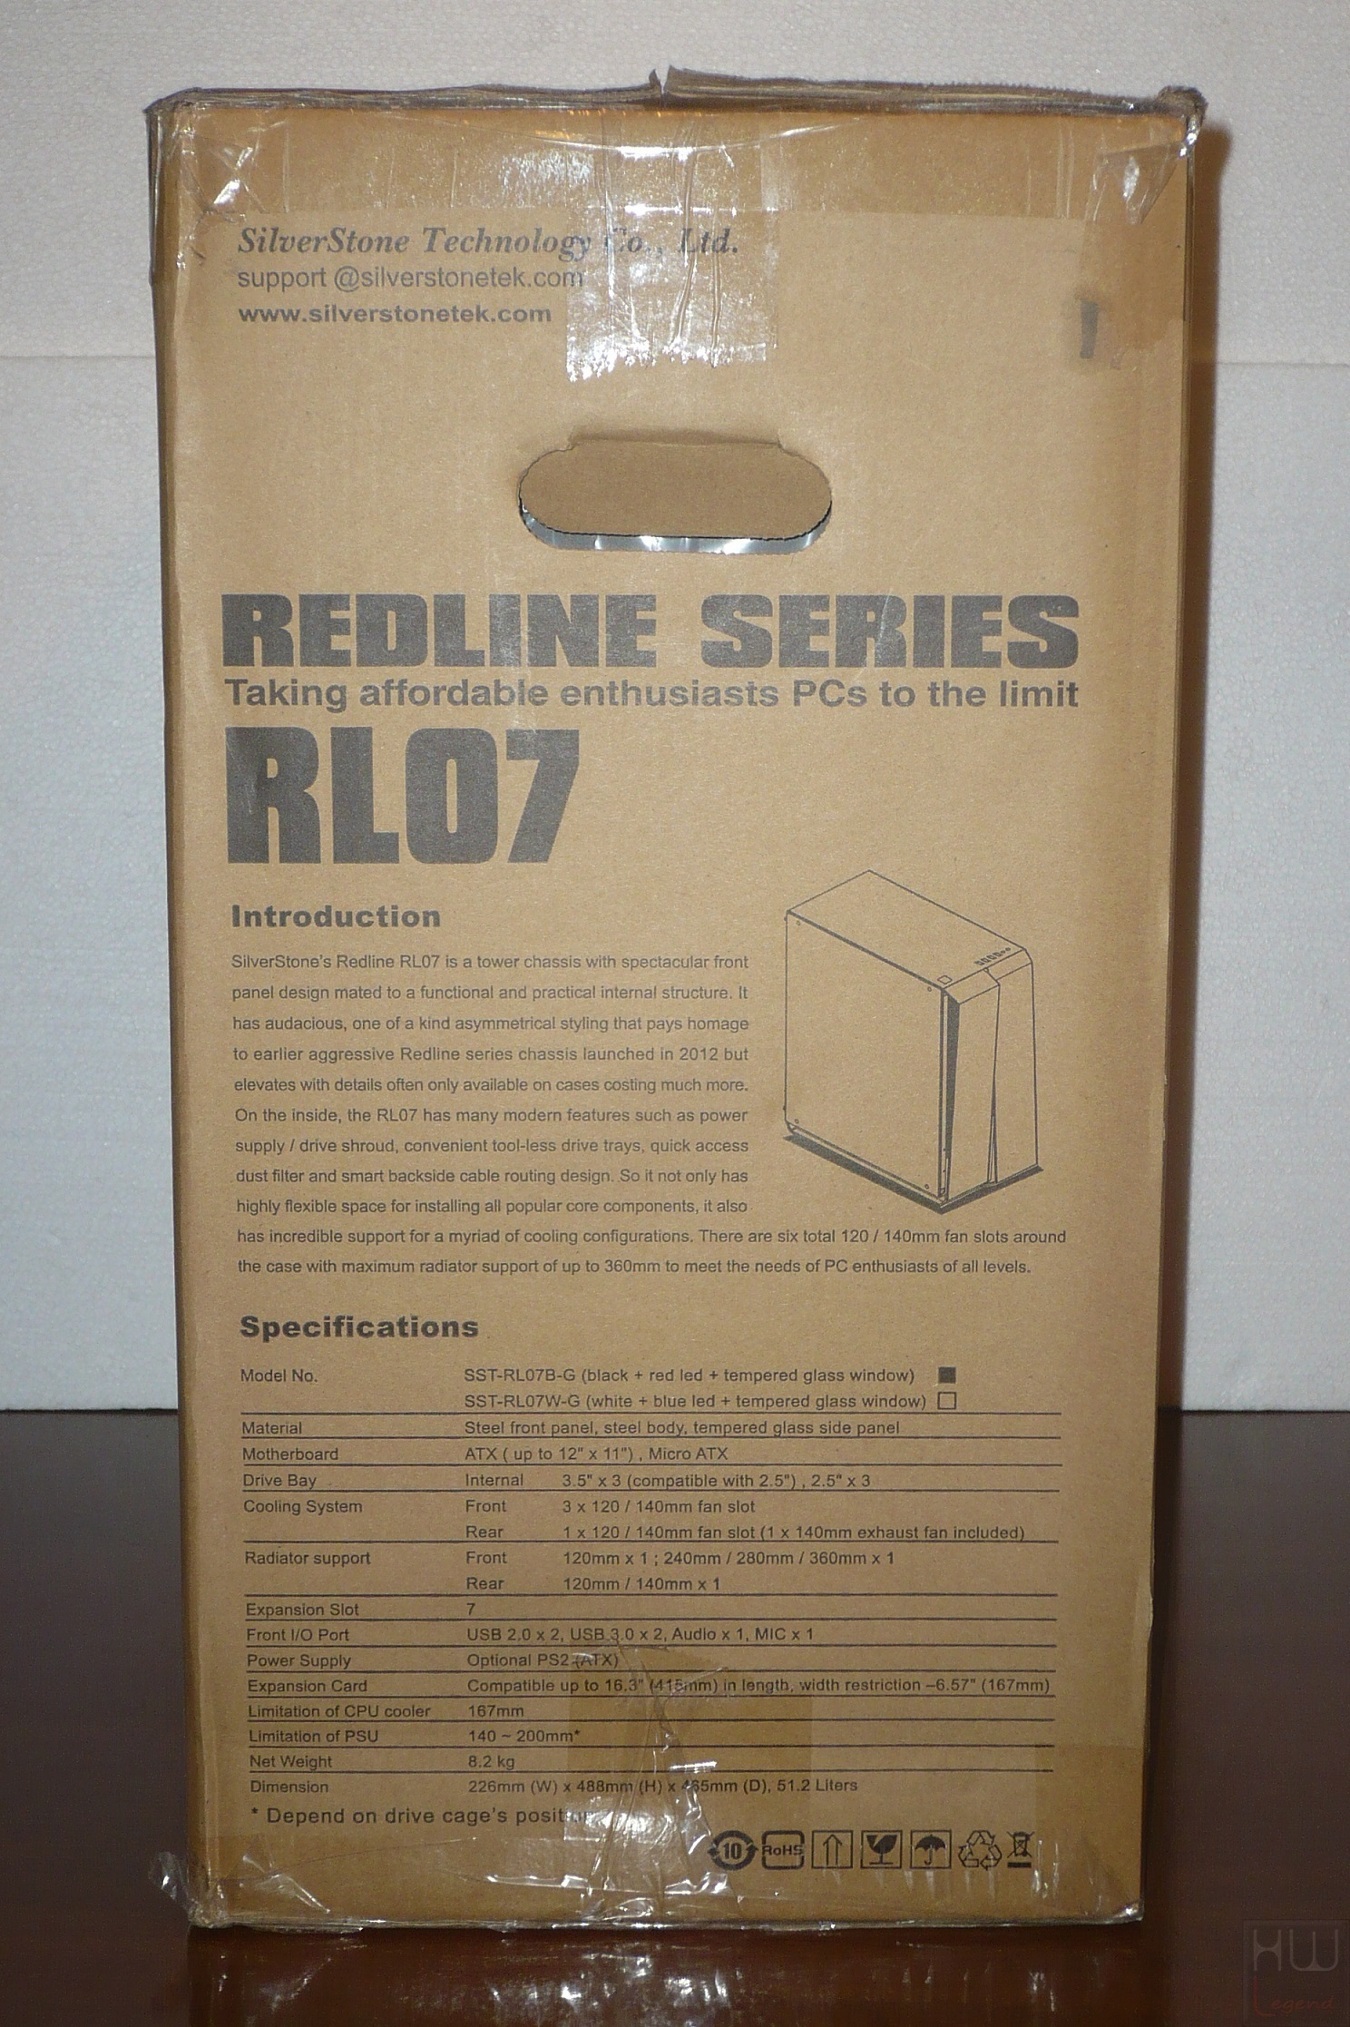 SilverStone Technology Co., Ltd.
support @silverstonetek.com
www.silverstonetek.com
REDLINE SERIES
Taking affordable enthusiasts PCs to the limit
RL07
Introduction
SilverStone's Redline RL07 is a tower chassis with spectacular front
panel design mated to a functional and practical internal structure. It
has audacious, one of a kind asymmetrical styling that pays homage
to earlier aggressive Redline series chassis launched in 2012 but
elevates with details often only available on cases costing much more.
On the inside, the RL07 has many modern features such as power
supply / drive shroud, convenient tool-less drive trays, quick access
dust filter and smart backside cable routing design. So it not only has
highly flexible space for installing all popular core components, it also
has incredible support for a myriad of cooling configurations. There are six total 120 / 140mm fan slots around
the case with maximum radiator support of up to 360mm to meet the needs of PC enthusiasts of all levels.
Specifications
Model No. SST-RL07B-G (black + red led + tempered glass window)
SST-RL07W-G (white + blue led + tempered glass window)
Material Steel front panel, steel body, tempered glass side panel
Motherboard ATX ( up to 12" x 11") , Micro ATX
Drive Bay Internal 3.5" x 3 (compatible with 2.5") , 2.5" x 3
Cooling System Front 3 x 120 / 140mm fan slot
Rear 1 x 120 / 140mm fan slot (1 x 140mm exhaust fan included)
Radiator support Front 120mm x 1 ; 240mm / 280mm / 360mm x 1
Rear 120mm / 140mm x 1
Expansion Slot 7
Front I/O Port USB 2.0 x 2, USB 3.0 x 2, Audio x 1, MIC x 1
Power Supply Optional PS2 (ATX)
Expansion Card Compatible up to 16.3" (415mm) in length, width restriction –6.57" (167mm)
Limitation of CPU cooler 167mm
Limitation of PSU 140 ~ 200mm*
Net Weight 8.2 kg
Dimension 226mm (W) x 488mm (H) x 465mm (D), 51.2 Liters
* Depend on drive cage's position
10 RoHS
HW
Legend